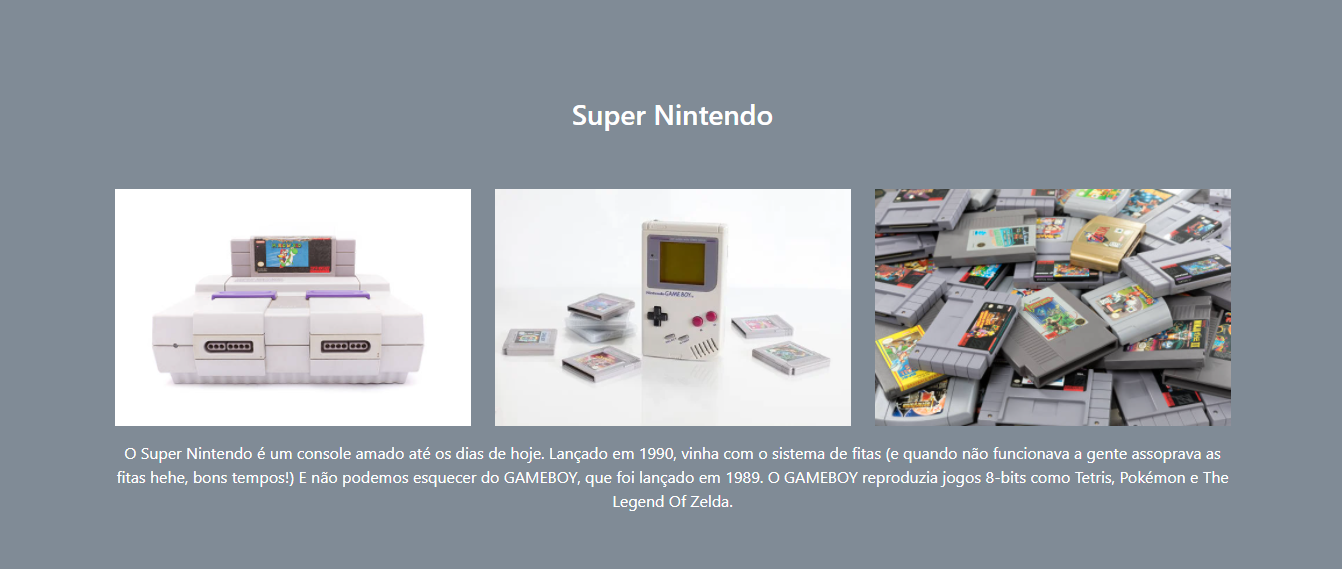 Super Nintendo
Nintendo GAME BOY
O Super Nintendo é um console amado até os dias de hoje. Lançado em 1990, vinha com o sistema de fitas (e quando não funcionava a gente assoprava as
fitas hehe, bons tempos!) E não podemos esquecer do GAMEBOY, que foi lançado em 1989. O GAMEBOY reproduzia jogos 8-bits como Tetris, Pokémon e The
Legend Of Zelda.